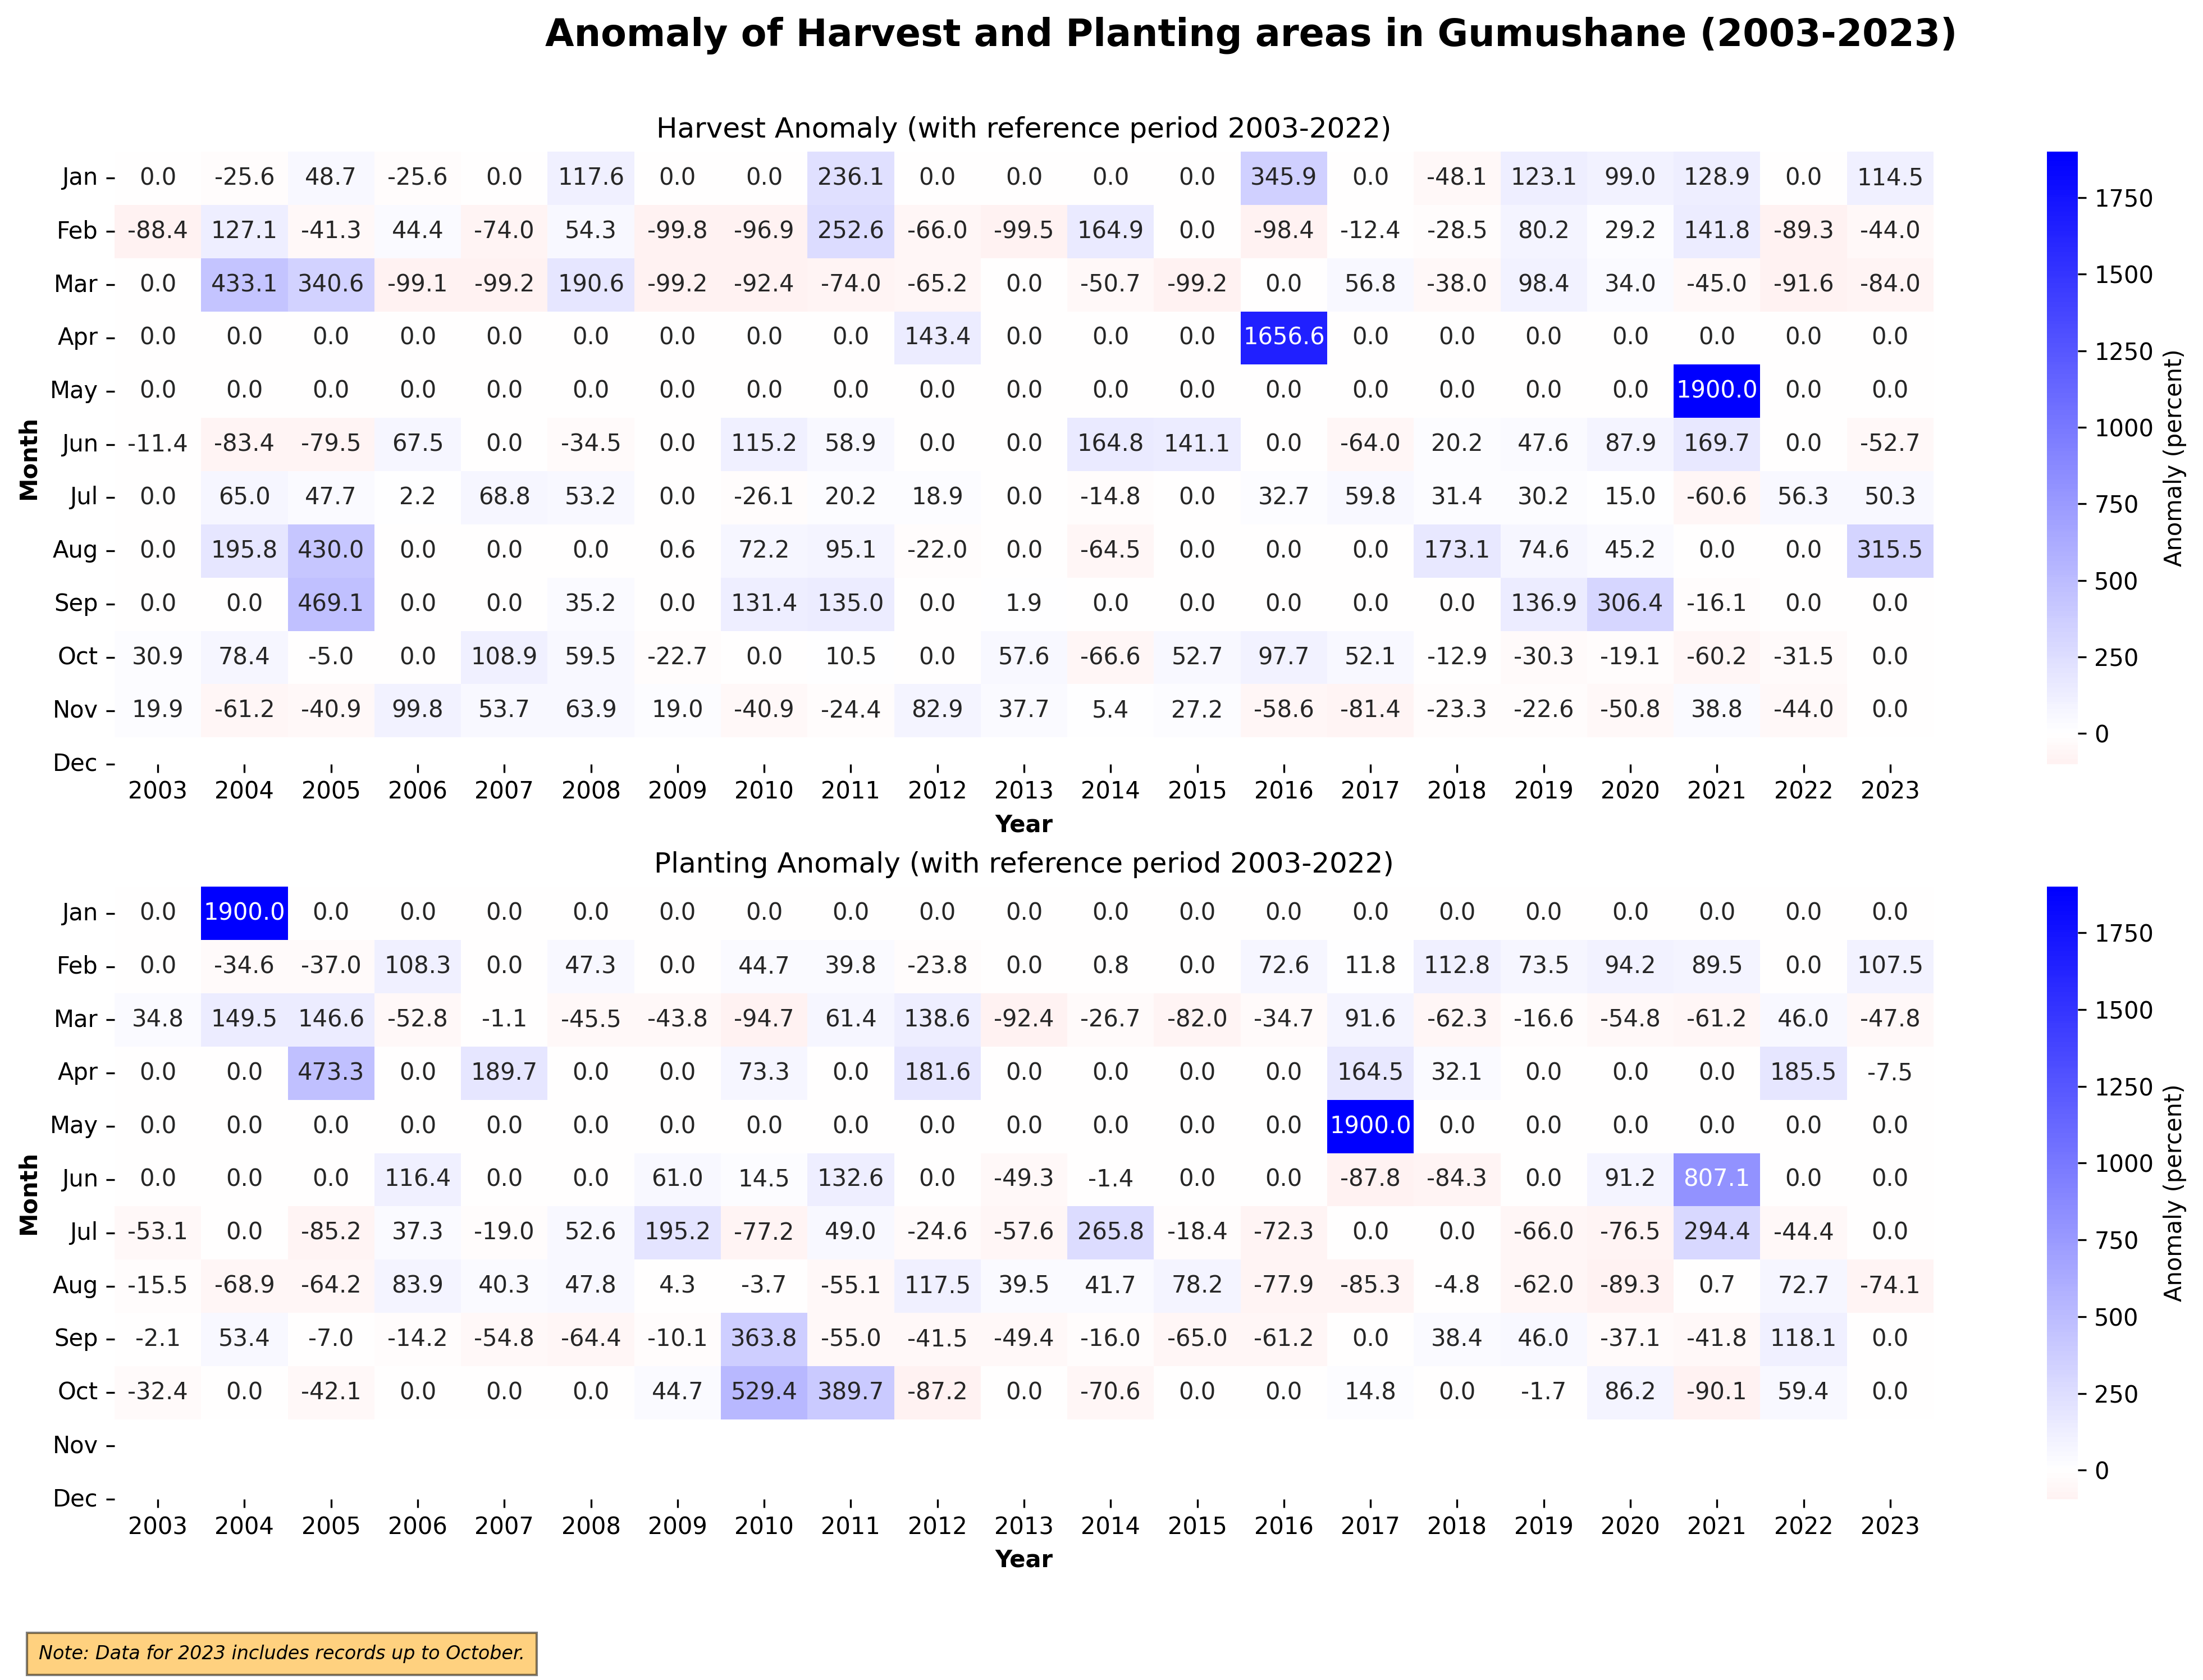 Anomaly of Harvest and Planting areas in Gumushane (2003-2023)
Harvest Anomaly (with reference period 2003-2022)
Jan 0.0 -25.6 48.7 -25.6 0.0 117.6 0.0 0.0 236.1 0.0 0.0 0.0 0.0 345.9 0.0 -48.1 123.1 99.0 128.9 0.0 114.5
Feb -88.4 127.1 -41.3 44.4 -74.0 54.3 -99.8 -96.9 252.6 -66.0 -99.5 164.9 0.0 -98.4 -12.4 -28.5 80.2 29.2 141.8 -89.3 -44.0
Mar 0.0 433.1 340.6 -99.1 -99.2 190.6 -99.2 -92.4 -74.0 -65.2 0.0 -50.7 -99.2 0.0 56.8 -38.0 98.4 34.0 -45.0 -91.6 -84.0
Apr 0.0 0.0 0.0 0.0 0.0 0.0 0.0 0.0 0.0 143.4 0.0 0.0 0.0 1656.6 0.0 0.0 0.0 0.0 0.0 0.0 0.0
May 0.0 0.0 0.0 0.0 0.0 0.0 0.0 0.0 0.0 0.0 0.0 0.0 0.0 0.0 0.0 0.0 0.0 0.0 1900.0 0.0 0.0
Jun -11.4 -83.4 -79.5 67.5 0.0 -34.5 0.0 115.2 58.9 0.0 0.0 164.8 141.1 0.0 -64.0 20.2 47.6 87.9 169.7 0.0 -52.7
Jul 0.0 65.0 47.7 2.2 68.8 53.2 0.0 -26.1 20.2 18.9 0.0 -14.8 0.0 32.7 59.8 31.4 30.2 15.0 -60.6 56.3 50.3
Aug 0.0 195.8 430.0 0.0 0.0 0.0 0.6 72.2 95.1 -22.0 0.0 -64.5 0.0 0.0 0.0 173.1 74.6 45.2 0.0 0.0 315.5
Sep 0.0 0.0 469.1 0.0 0.0 35.2 0.0 131.4 135.0 0.0 1.9 0.0 0.0 0.0 0.0 0.0 136.9 306.4 -16.1 0.0 0.0
Oct 30.9 78.4 -5.0 0.0 108.9 59.5 -22.7 0.0 10.5 0.0 57.6 -66.6 52.7 97.7 52.1 -12.9 -30.3 -19.1 -60.2 -31.5 0.0
Nov 19.9 -61.2 -40.9 99.8 53.7 63.9 19.0 -40.9 -24.4 82.9 37.7 5.4 27.2 -58.6 -81.4 -23.3 -22.6 -50.8 38.8 -44.0 0.0
Dec
2003 2004 2005 2006 2007 2008 2009 2010 2011 2012 2013 2014 2015 2016 2017 2018 2019 2020 2021 2022 2023
Year
Month
1750
1500
1250
1000
750
500
250
0
Anomaly (percent)
Planting Anomaly (with reference period 2003-2022)
Jan 0.0 1900.0 0.0 0.0 0.0 0.0 0.0 0.0 0.0 0.0 0.0 0.0 0.0 0.0 0.0 0.0 0.0 0.0 0.0 0.0 0.0
Feb 0.0 -34.6 -37.0 108.3 0.0 47.3 0.0 44.7 39.8 -23.8 0.0 0.8 0.0 72.6 11.8 112.8 73.5 94.2 89.5 0.0 107.5
Mar 34.8 149.5 146.6 -52.8 -1.1 -45.5 -43.8 -94.7 61.4 138.6 -92.4 -26.7 -82.0 -34.7 91.6 -62.3 -16.6 -54.8 -61.2 46.0 -47.8
Apr 0.0 0.0 473.3 0.0 189.7 0.0 0.0 73.3 0.0 181.6 0.0 0.0 0.0 0.0 164.5 32.1 0.0 0.0 0.0 185.5 -7.5
May 0.0 0.0 0.0 0.0 0.0 0.0 0.0 0.0 0.0 0.0 0.0 0.0 0.0 0.0 1900.0 0.0 0.0 0.0 0.0 0.0 0.0
Jun 0.0 0.0 0.0 116.4 0.0 0.0 61.0 14.5 132.6 0.0 -49.3 -1.4 0.0 0.0 -87.8 -84.3 0.0 91.2 807.1 0.0 0.0
Jul -53.1 0.0 -85.2 37.3 -19.0 52.6 195.2 -77.2 49.0 -24.6 -57.6 265.8 -18.4 -72.3 0.0 0.0 -66.0 -76.5 294.4 -44.4 0.0
Aug -15.5 -68.9 -64.2 83.9 40.3 47.8 4.3 -3.7 -55.1 117.5 39.5 41.7 78.2 -77.9 -85.3 -4.8 -62.0 -89.3 0.7 72.7 -74.1
Sep -2.1 53.4 -7.0 -14.2 -54.8 -64.4 -10.1 363.8 -55.0 -41.5 -49.4 -16.0 -65.0 -61.2 0.0 38.4 46.0 -37.1 -41.8 118.1 0.0
Oct -32.4 0.0 -42.1 0.0 0.0 0.0 44.7 529.4 389.7 -87.2 0.0 -70.6 0.0 0.0 14.8 0.0 -1.7 86.2 -90.1 59.4 0.0
Nov
Dec
2003 2004 2005 2006 2007 2008 2009 2010 2011 2012 2013 2014 2015 2016 2017 2018 2019 2020 2021 2022 2023
Year
Month
1750
1500
1250
1000
750
500
250
0
Anomaly (percent)
Note: Data for 2023 includes records up to October.